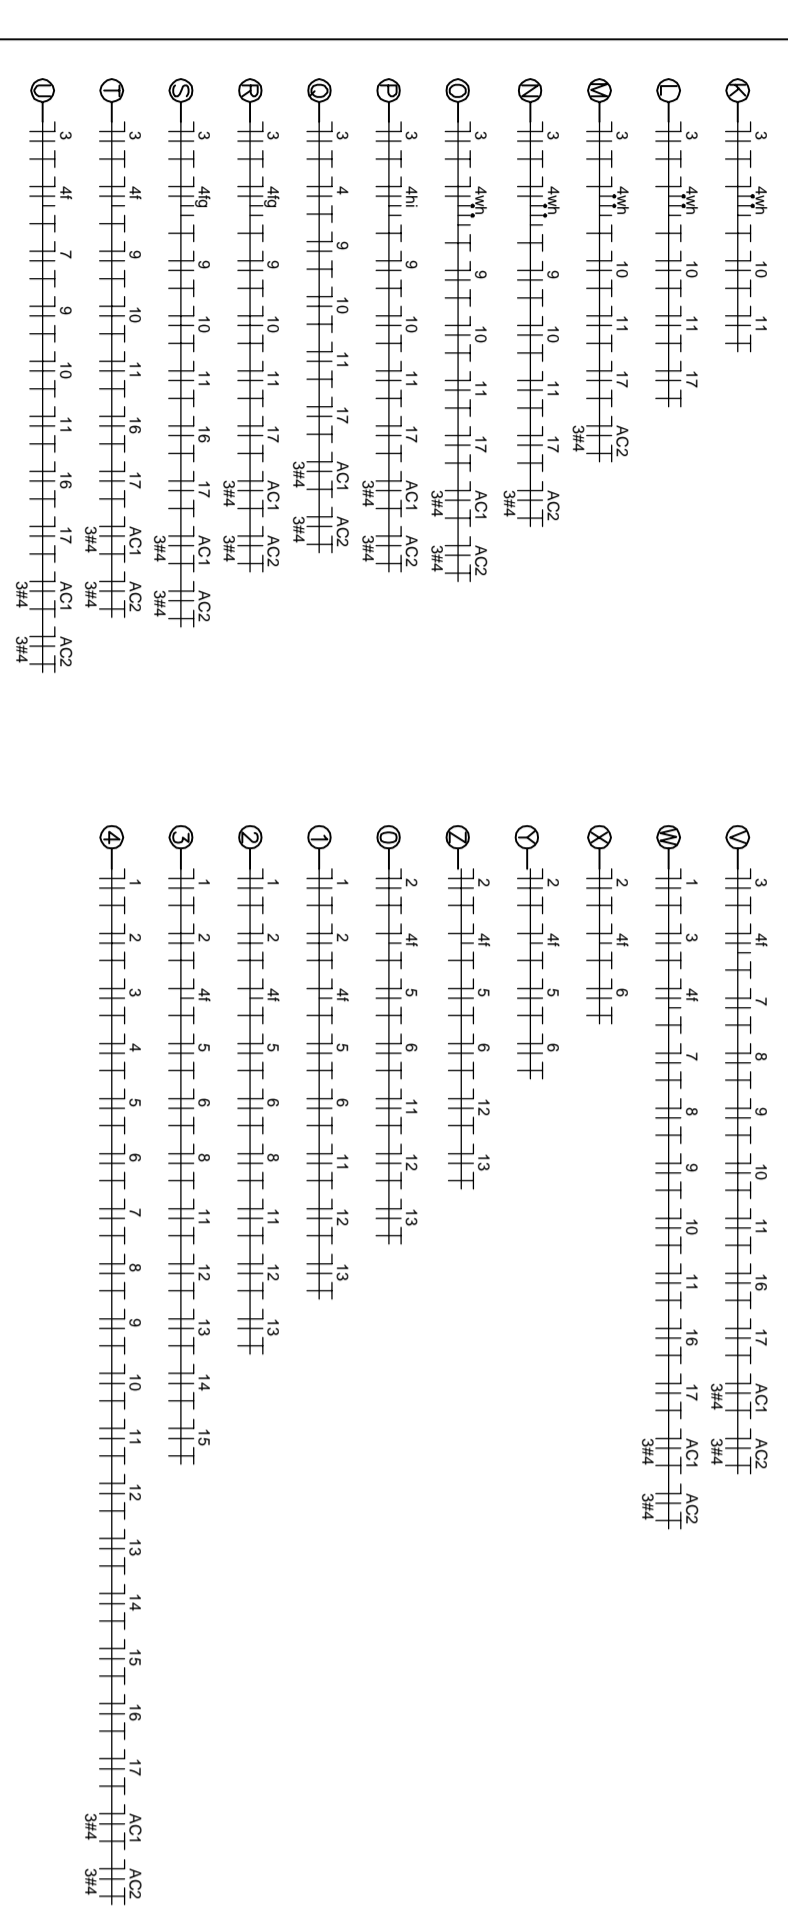 K 3 4wh 10 11
L 3 4wh 10 11 17
M 3 4wh 10 11 17 AC2
3#4
N 3 4wh 9 10 11 17 AC2
3#4
O 3 4wh 9 10 11 17 AC1 AC2
3#4 3#4
P 3 4hi 9 10 11 17 AC1 AC2
3#4 3#4
Q 3 4 9 10 11 17 AC1 AC2
3#4 3#4
R 3 4fg 9 10 11 17 AC1 AC2
3#4 3#4
S 3 4fg 9 10 11 16 17 AC1 AC2
3#4 3#4
T 3 4f 9 10 11 16 17 AC1 AC2
3#4 3#4
U 3 4f 7 9 10 11 16 17 AC1 AC2
3#4 3#4
V 3 4f 7 8 9 10 11 16 17 AC1 AC2
3#4 3#4
W 1 3 4f 7 8 9 10 11 16 17 AC1 AC2
3#4 3#4
X 2 4f 6
Y 2 4f 5 6
Z 2 4f 5 6 12 13
0 2 4f 5 6 11 12 13
1 1 2 4f 5 6 11 12 13
2 1 2 4f 5 6 8 11 12 13
3 1 2 4f 5 6 8 11 12 13 14 15
4 1 2 3 4 5 6 7 8 9 10 11 12 13 14 15 16 17 AC1 AC2
3#4 3#4